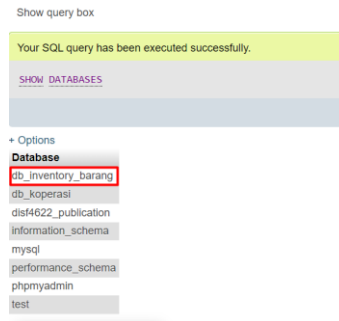 Show query box
Your SQL query has been executed successfully.
SHOW DATABASES
+ Options
Database
db_inventory_barang
db_koperasi
disf4622_publication
information_schema
mysql
performance_schema
phpmyadmin
test